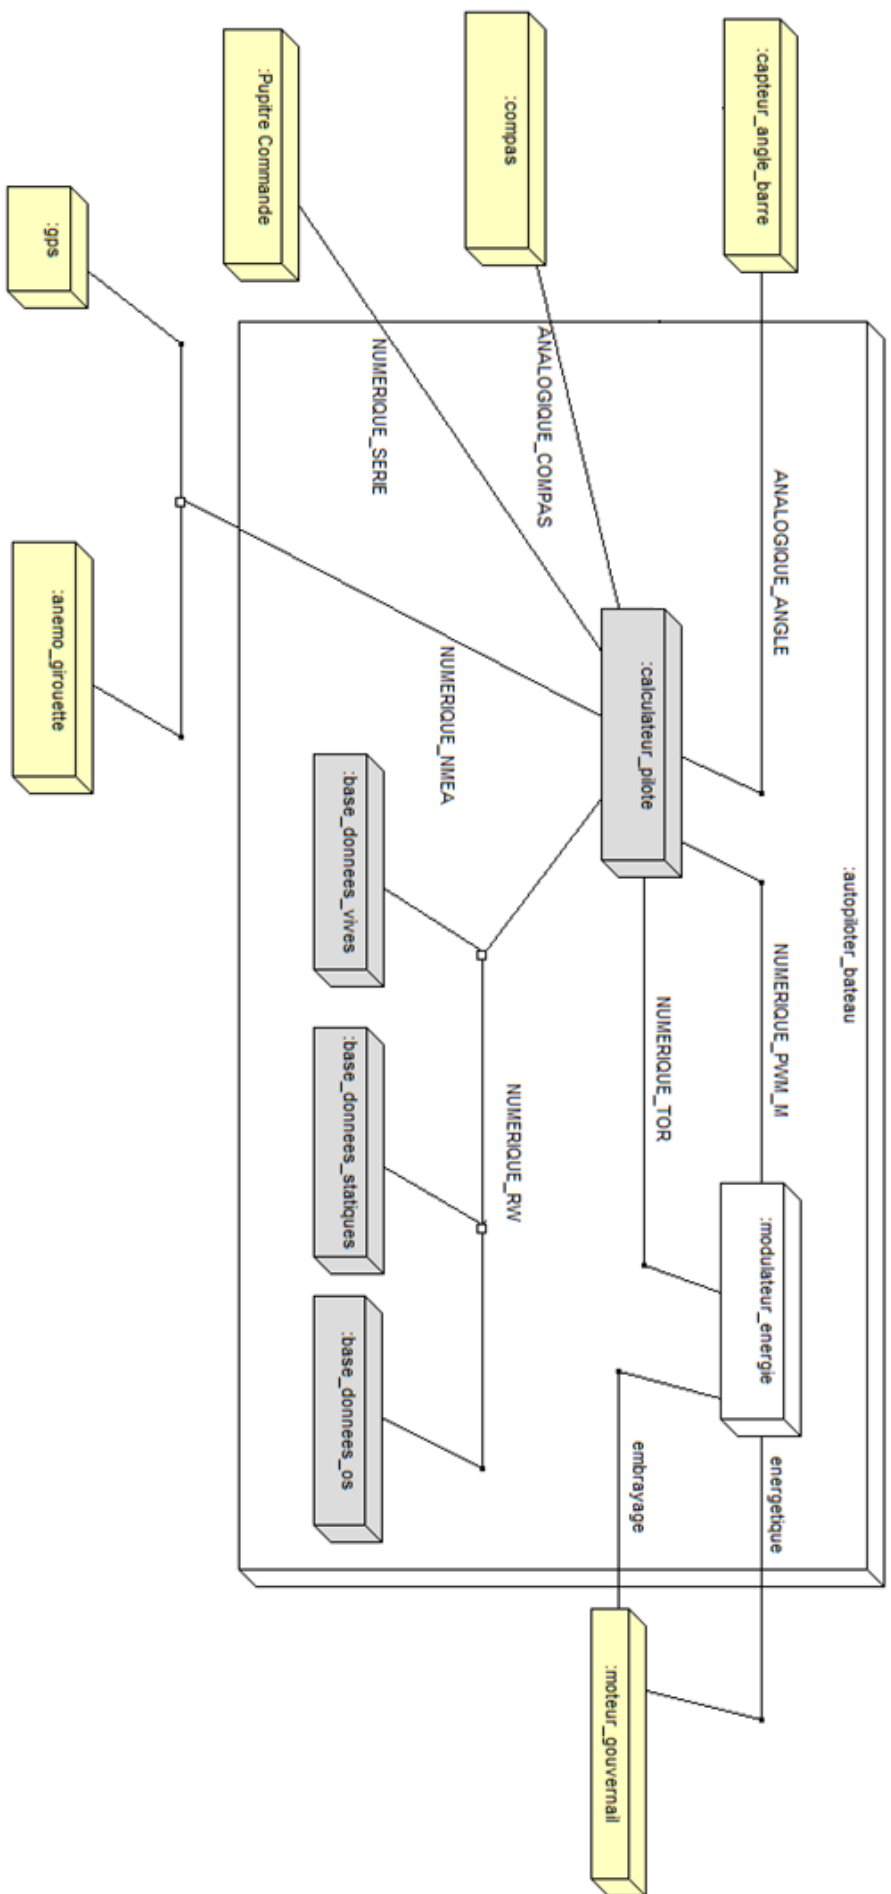 :capteur_angle_barre
ANALOGIQUE_ANGLE
:autopiloter_bateau
NUMERIQUE_PWM_M
:modulateur_energie
energetique
:compas
ANALOGIQUE_COMPAS
:calculateur_pilote
NUMERIQUE_TOR
embrayage
:moteur_gouvernail
:Pupitre Commande
NUMERIQUE_SERIE
NUMERIQUE_NMEA
NUMERIQUE_RW
:base_donnees_vives
:base_donnees_statiques
:base_donnees_os
:gps
:anemo_girouette